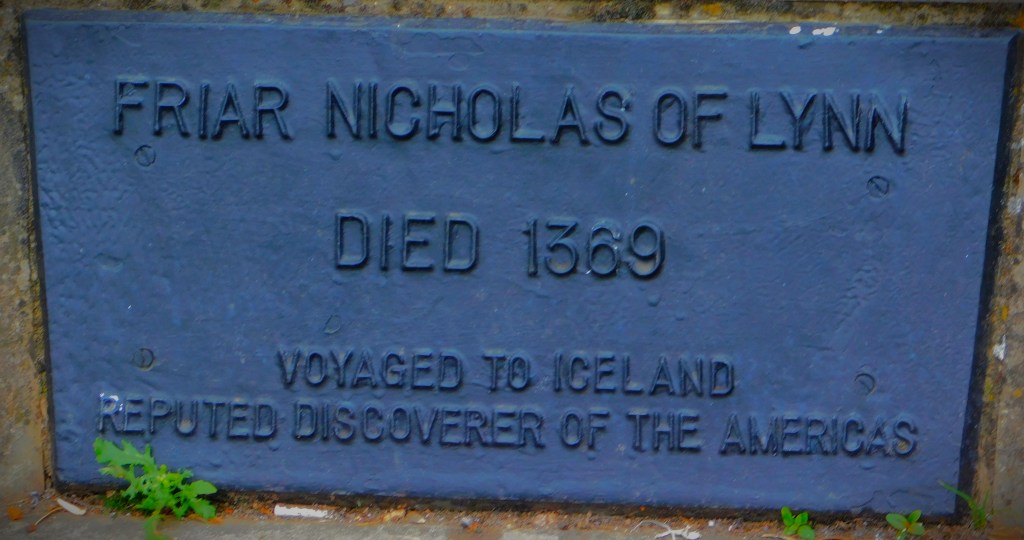 FRIAR NICHOLAS OF LYNN
DIED 1369
VOYAGED TO ICELAND
REPUTED DISCOVERER OF THE AMERICAS